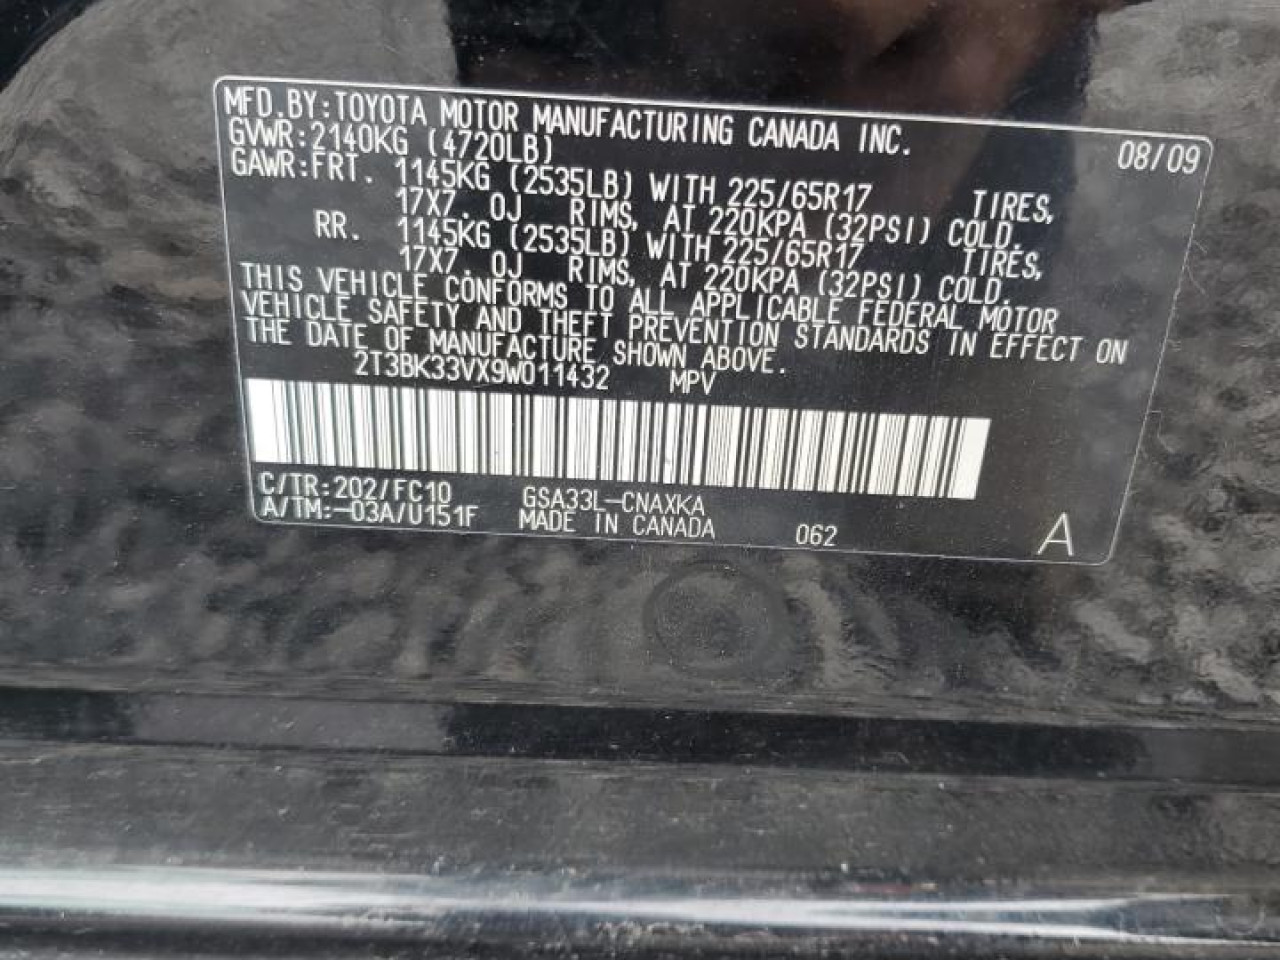 MFD.BY:TOYOTA MOTOR MANUFACTURING CANADA INC.
GVWR:2140KG (4720LB) 08/09
GAWR:FRT. 1145KG (2535LB) WITH 225/65R17 TIRES,
17X7.0J RIMS, AT 220KPA (32PSI) COLD.
RR. 1145KG (2535LB) WITH 225/65R17 TIRES,
17X7.0J RIMS, AT 220KPA (32PSI) COLD.
THIS VEHICLE CONFORMS TO ALL APPLICABLE FEDERAL MOTOR
VEHICLE SAFETY AND THEFT PREVENTION STANDARDS IN EFFECT ON
THE DATE OF MANUFACTURE SHOWN ABOVE.
2T3BK33VX9W011432 MPV
C/TR:202/FC10 GSA33L-CNAXKA
A/TM:-03A/U151F MADE IN CANADA 062 A